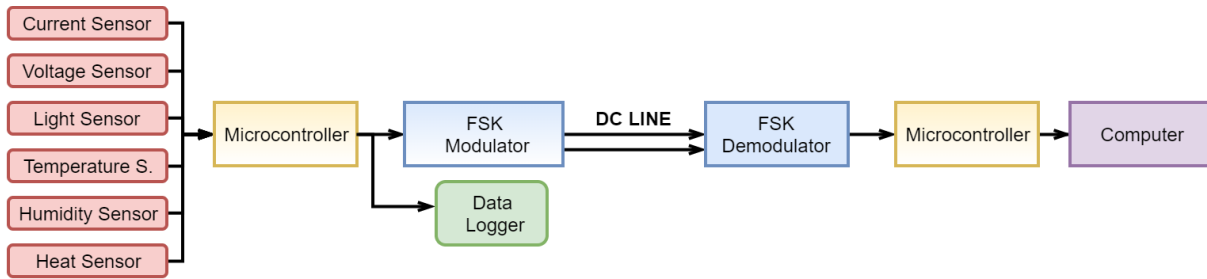 Current Sensor
Voltage Sensor
Light Sensor
Temperature S.
Humidity Sensor
Heat Sensor
Microcontroller
FSK
Modulator
Data
Logger
DC LINE
FSK
Demodulator
Microcontroller
Computer